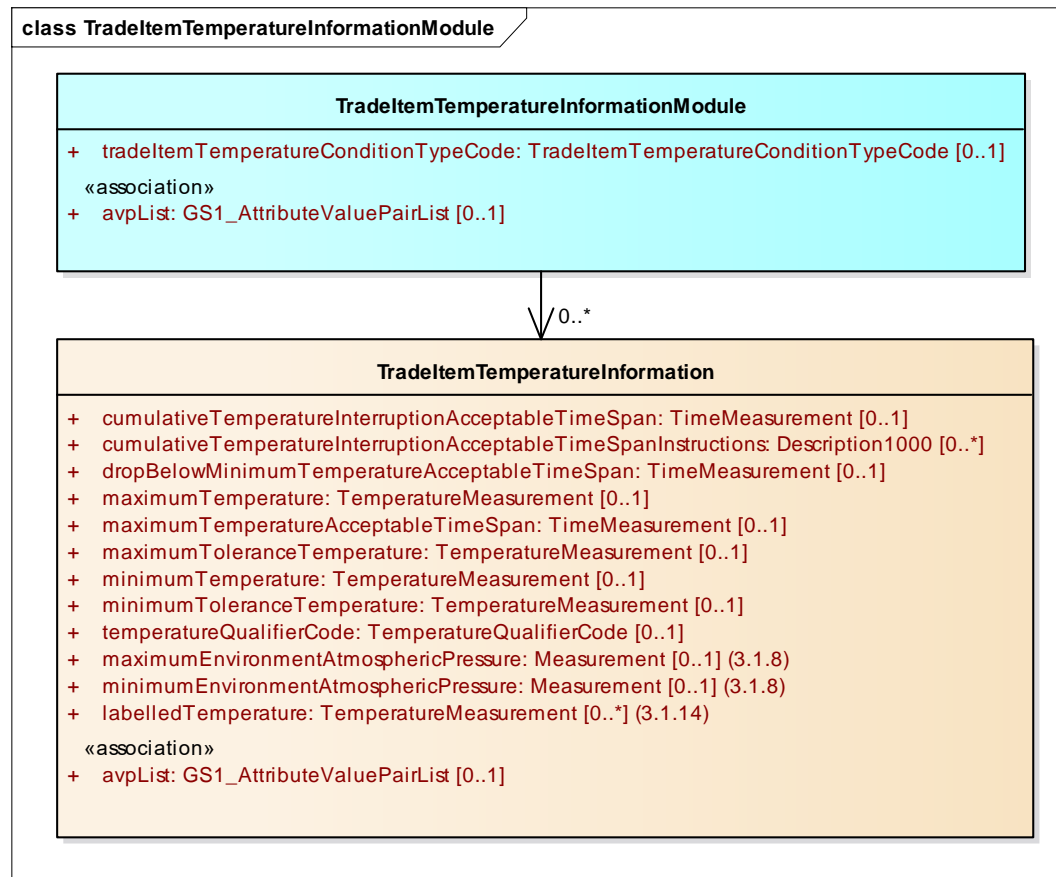 class TradeItemTemperatureInformationModule
TradeItemTemperatureInformationModule
+ tradeItemTemperatureConditionTypeCode: TradeItemTemperatureConditionTypeCode [0..1]
«association»
+ avpList: GS1_AttributeValuePairList [0..1]
0..*
TradeItemTemperatureInformation
+ cumulativeTemperatureInterruptionAcceptableTimeSpan: TimeMeasurement [0..1]
+ cumulativeTemperatureInterruptionAcceptableTimeSpanInstructions: Description1000 [0..*]
+ dropBelowMinimumTemperatureAcceptableTimeSpan: TimeMeasurement [0..1]
+ maximumTemperature: TemperatureMeasurement [0..1]
+ maximumTemperatureAcceptableTimeSpan: TimeMeasurement [0..1]
+ maximumToleranceTemperature: TemperatureMeasurement [0..1]
+ minimumTemperature: TemperatureMeasurement [0..1]
+ minimumToleranceTemperature: TemperatureMeasurement [0..1]
+ temperatureQualifierCode: TemperatureQualifierCode [0..1]
+ maximumEnvironmentAtmosphericPressure: Measurement [0..1] (3.1.8)
+ minimumEnvironmentAtmosphericPressure: Measurement [0..1] (3.1.8)
+ labelledTemperature: TemperatureMeasurement [0..*] (3.1.14)
«association»
+ avpList: GS1_AttributeValuePairList [0..1]